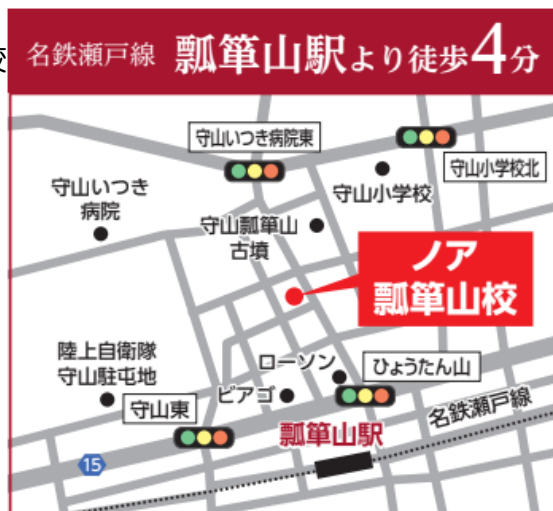 校
名鉄瀬戸線 瓢箪山駅より徒歩4分
守山いつき病院東
守山小学校北
守山いつき
病院
守山小学校
守山瓢箪山
古墳
ノア
瓢箪山校
陸上自衛隊
守山駐屯地
ローソン
ひょうたん山
ピアゴ
守山東
名鉄瀬戸線
瓢箪山駅
15